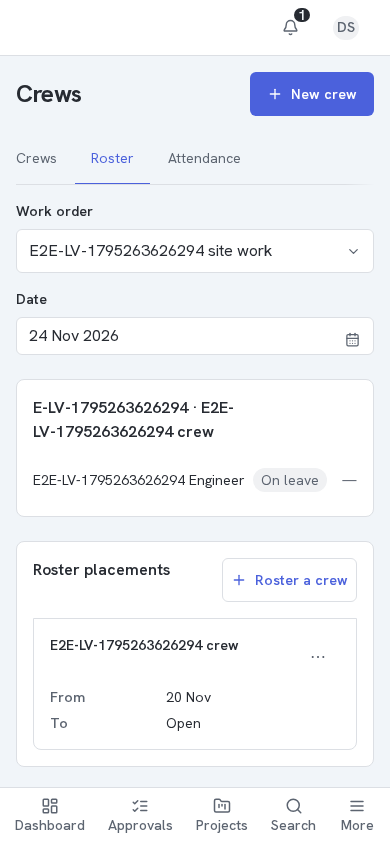 1
DS
Crews
New crew
Crews
Roster
Attendance
Work order
E2E-LV-1795263626294 site work
Date
24 Nov 2026
E-LV-1795263626294 · E2E-
LV-1795263626294 crew
E2E-LV-1795263626294 Engineer
On leave
—
Roster placements
Roster a crew
E2E-LV-1795263626294 crew
...
From
20 Nov
To
Open
Dashboard
Approvals
Projects
Search
More